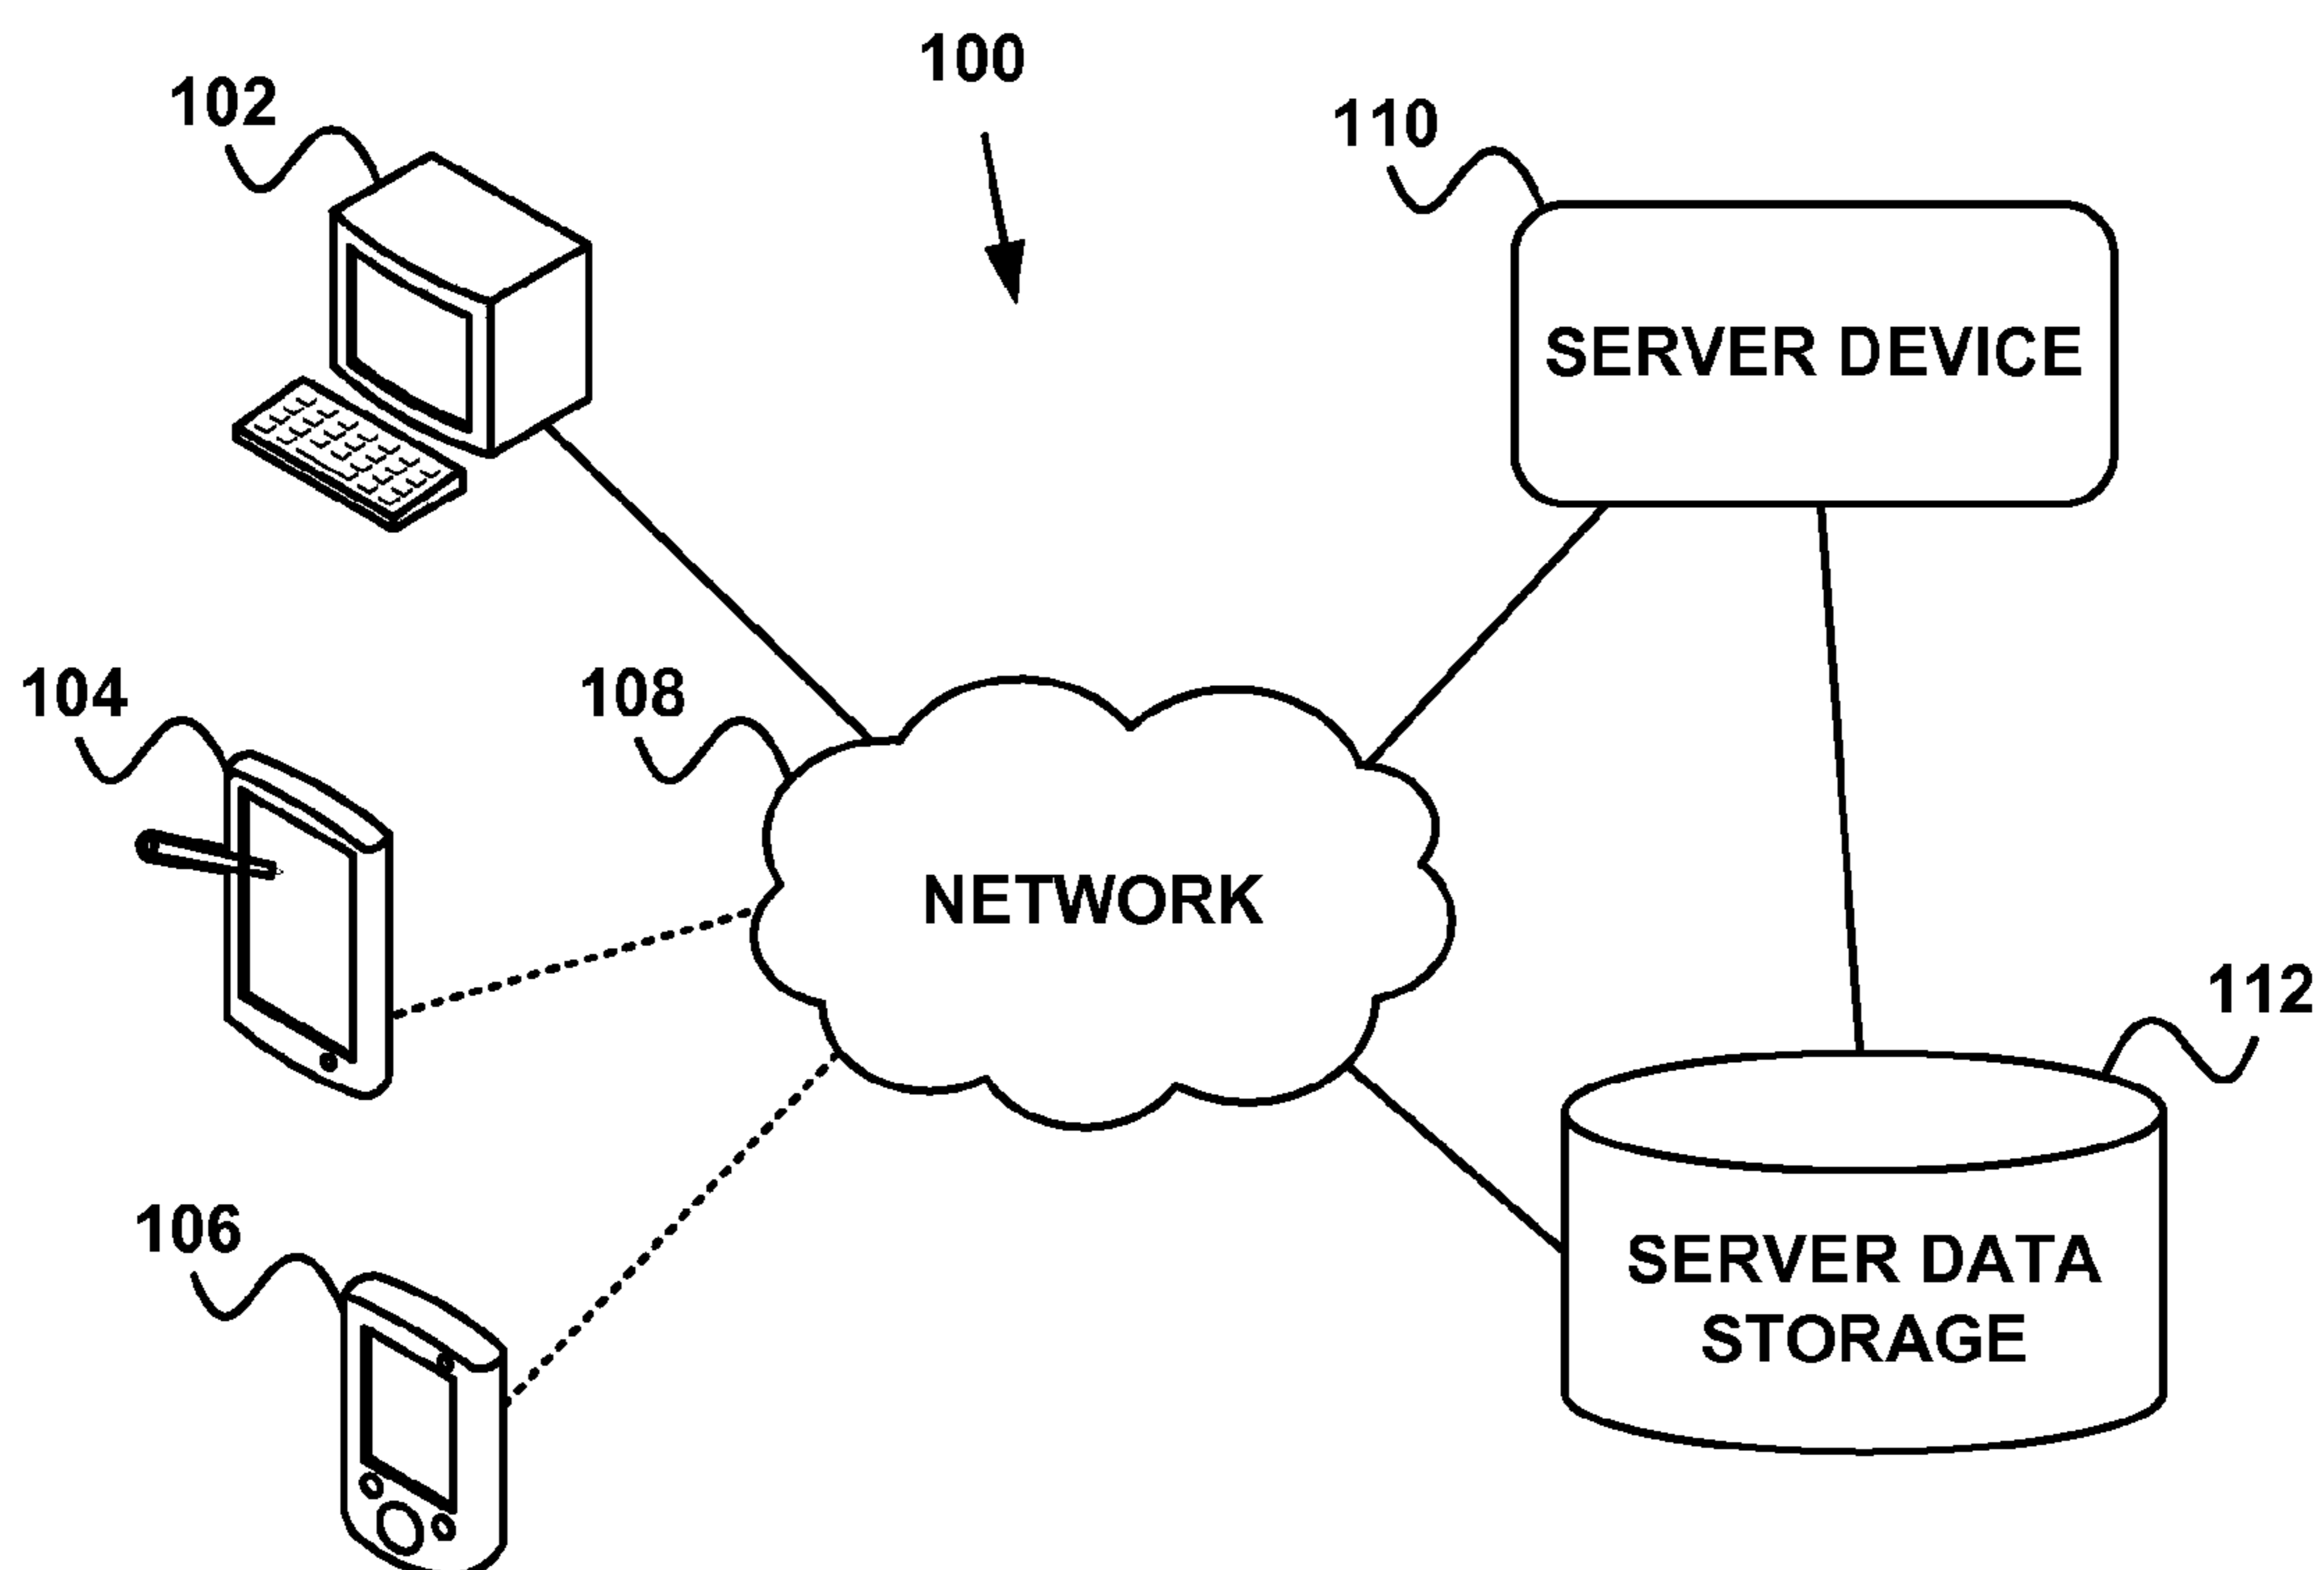 100
102
110
SERVER DEVICE
104
108
NETWORK
112
106
SERVER DATA
STORAGE